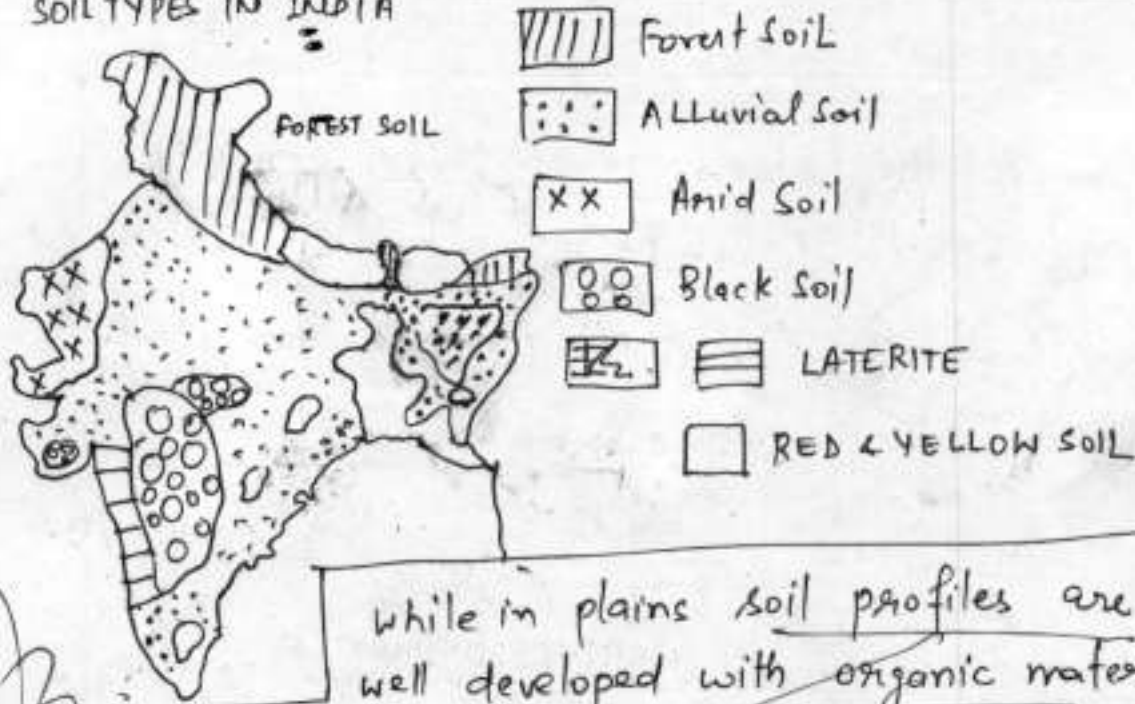 SOIL TYPES IN INDIA
FOREST SOIL
Forest Soil
ALLuvial Soil
Arid Soil
Black Soil
LATERITE
RED & YELLOW SOIL
while in plains soil profiles are
well developed with organic mater